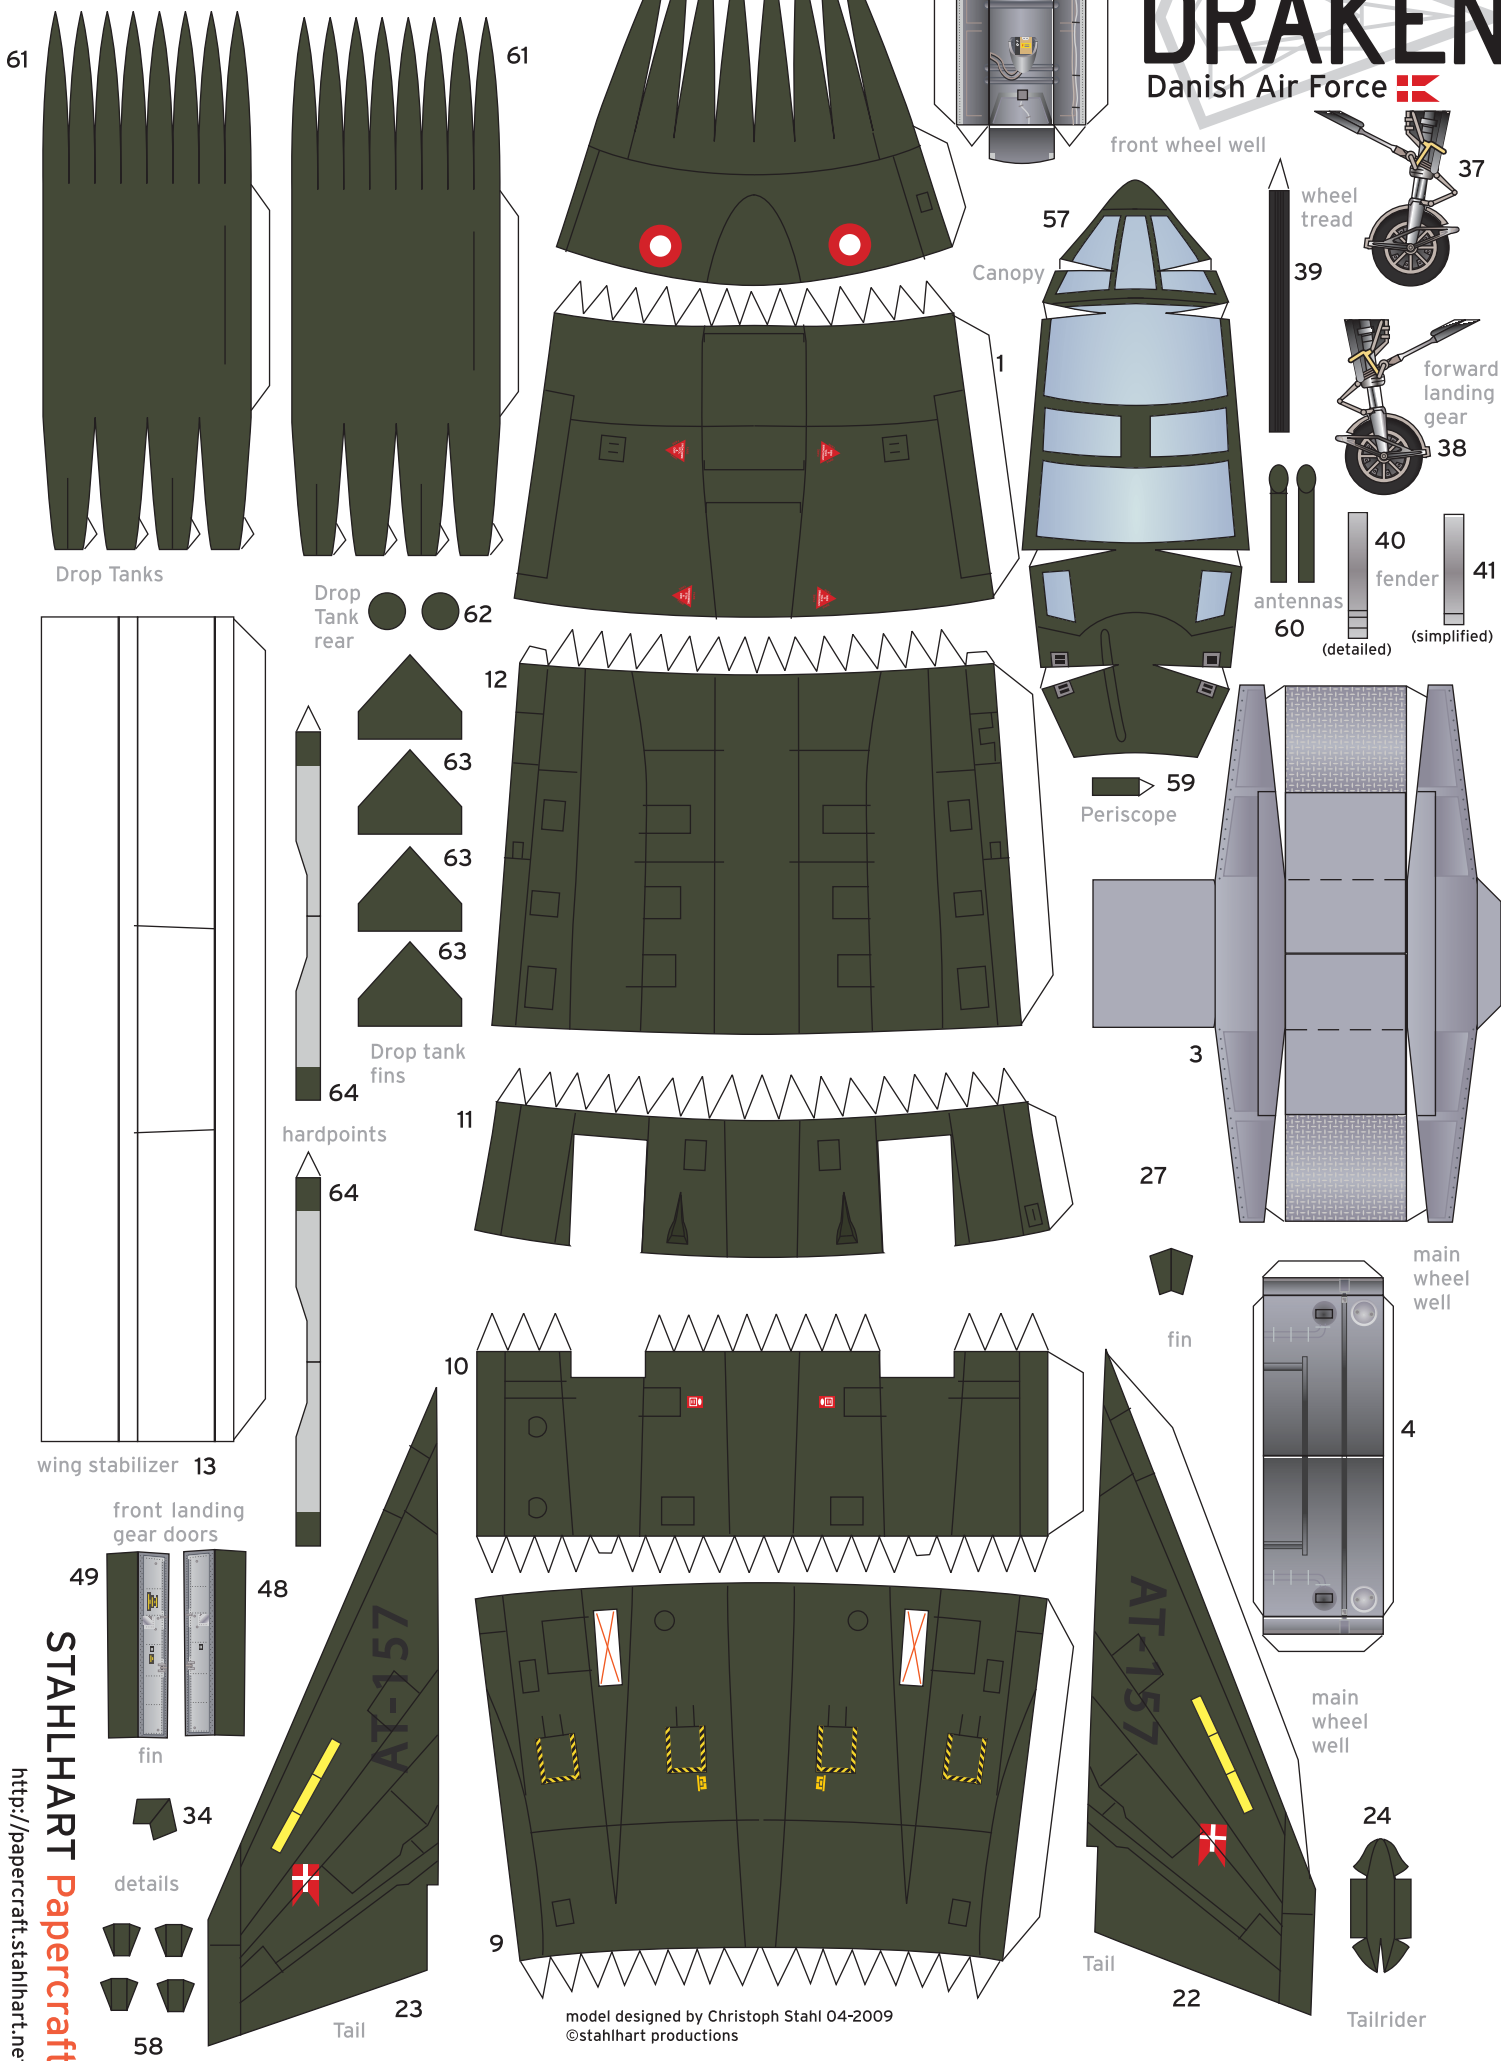 DRAKEN
Danish Air Force
61
61
front wheel well
37
wheel
tread
57
Canopy
39
1
forward
landing
gear
38
40
41
fender
antennas
60
(detailed)
(simplified)
Drop Tanks
Drop
Tank
rear
62
12
63
59
Periscope
63
63
3
Drop tank
fins
64
hardpoints
11
27
64
main
wheel
well
fin
10
4
wing stabilizer 13
front landing
gear doors
49
48
AT-157
AT-157
main
wheel
well
fin
34
24
details
9
Tail
22
23
Tail
58
Tailrider
model designed by Christoph Stahl 04-2009
©stahlhart productions
STAHLHART Papercraft
http://papercraft.stahlhart.net